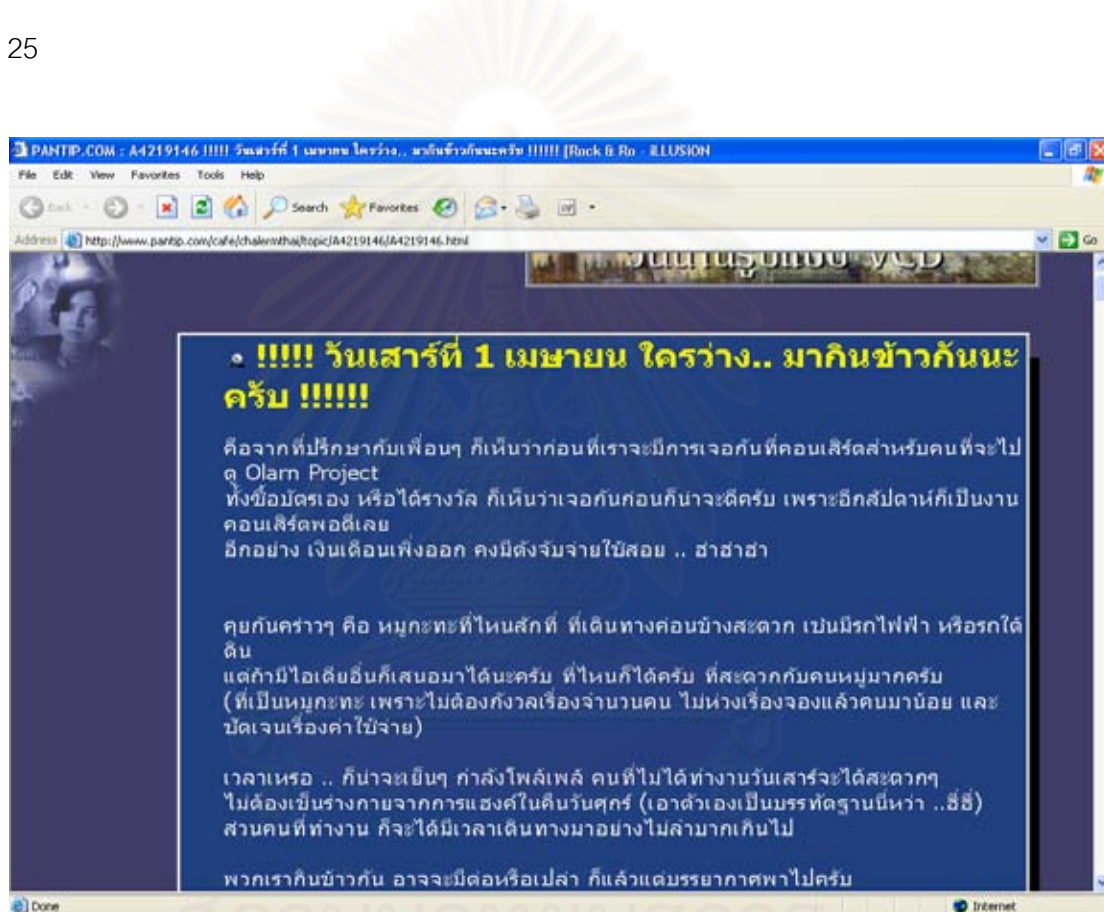 25
PANTIP.COM : A4219146 !!!!! วันเสาร์ที่ 1 เมษายน ใครว่าง.. มากินข้าวกันนะครับ !!!!!! [Rock & Ro - ILLUSION
File Edit View Favorites Tools Help
Back Search Favorites
Address http://www.pantip.com/cafe/chalermthai/topic/A4219146/A4219146.html Go
!!!!! วันเสาร์ที่ 1 เมษายน ใครว่าง.. มากินข้าวกันนะ
ครับ !!!!!!
คือจากที่ปรึกษากับเพื่อนๆ ก็เห็นว่าก่อนที่เราจะมีการเจอกันที่คอนเสิร์ตสำหรับคนที่จะไป
ดู Olarn Project
ทั้งซื้อบัตรเอง หรือได้รางวัล ก็เห็นว่าเจอกันก่อนก็น่าจะดีครับ เพราะอีกสัปดาห์ก็เป็นงาน
คอนเสิร์ตพอดีเลย
อีกอย่าง เงินเดือนเพิ่งออก คงมีตังจับจ่ายใช้สอย .. ฮ่าฮ่าฮ่า
คุยกันคร่าวๆ คือ หมูกะทะที่ไหนสักที่ ที่เดินทางค่อนข้างสะดวก เช่นมีรถไฟฟ้า หรือรถใต้
ดิน
แต่ถ้ามีไอเดียอื่นก็เสนอมาได้นะครับ ที่ไหนก็ได้ครับ ที่สะดวกกับคนหมู่มากครับ
(ที่เป็นหมูกะทะ เพราะไม่ต้องกังวลเรื่องจำนวนคน ไม่ห่วงเรื่องจองแล้วคนมาน้อย และ
ชัดเจนเรื่องค่าใช้จ่าย)
เวลาเหรอ .. ก็น่าจะเย็นๆ กำลังโพล้เพล้ คนที่ไม่ได้ทำงานวันเสาร์จะได้สะดวกๆ
ไม่ต้องเข็นร่างกายจากการแฮงค์ในคืนวันศุกร์ (เอาตัวเองเป็นบรรทัดฐานนี่หว่า ..ฮี่ฮี่)
ส่วนคนที่ทำงาน ก็จะได้มีเวลาเดินทางมาอย่างไม่ลำบากเกินไป
พวกเรากินข้าวกัน อาจจะมีต่อหรือเปล่า ก็แล้วแต่บรรยากาศพาไปครับ
Done Internet